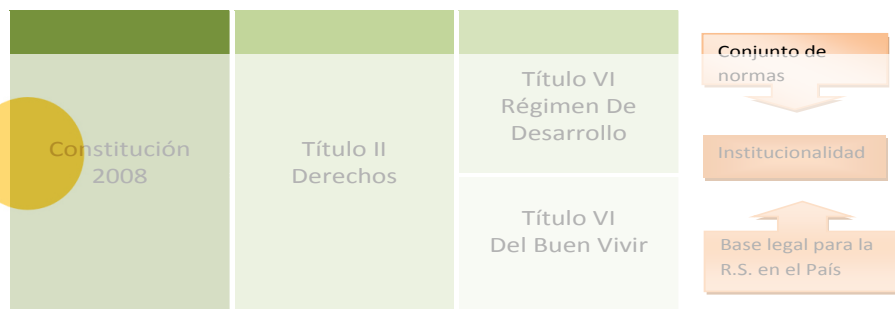 Constitución
2008
Título II
Derechos
Título VI
Régimen De
Desarrollo
Título VI
Del Buen Vivir
Conjunto de
normas
Institucionalidad
Base legal para la
R.S. en el País